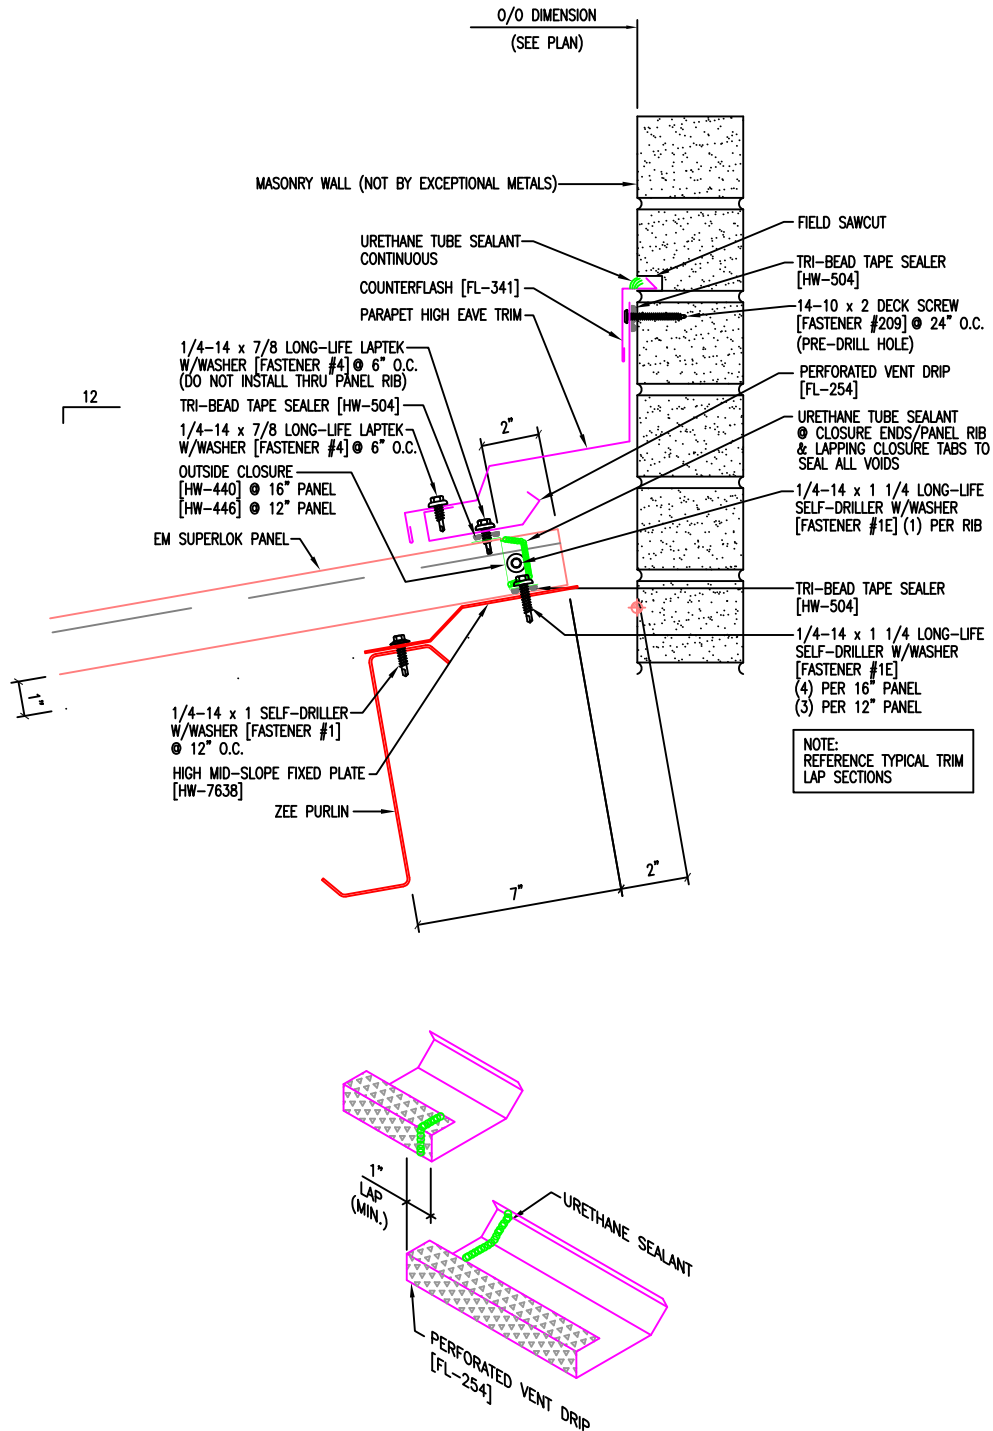 O/O DIMENSION
(SEE PLAN)
MASONRY WALL (NOT BY EXCEPTIONAL METALS)
FIELD SAWCUT
URETHANE TUBE SEALANT
CONTINUOUS
COUNTERFLASH [FL-341]
PARAPET HIGH EAVE TRIM
TRI-BEAD TAPE SEALER
[HW-504]
14-10 x 2 DECK SCREW
[FASTENER #209] @ 24" O.C.
(PRE-DRILL HOLE)
1/4-14 x 7/8 LONG-LIFE LAPTEK
W/WASHER [FASTENER #4] @ 6" O.C.
(DO NOT INSTALL THRU PANEL RIB)
PERFORATED VENT DRIP
[FL-254]
12
TRI-BEAD TAPE SEALER [HW-504]
1/4-14 x 7/8 LONG-LIFE LAPTEK
W/WASHER [FASTENER #4] @ 6" O.C.
2"
URETHANE TUBE SEALANT
@ CLOSURE ENDS/PANEL RIB
& LAPPING CLOSURE TABS TO
SEAL ALL VOIDS
OUTSIDE CLOSURE
[HW-440] @ 16" PANEL
[HW-446] @ 12" PANEL
1/4-14 x 1 1/4 LONG-LIFE
SELF-DRILLER W/WASHER
[FASTENER #1E] (1) PER RIB
EM SUPERLOK PANEL
TRI-BEAD TAPE SEALER
[HW-504]
1/4-14 x 1 1/4 LONG-LIFE
SELF-DRILLER W/WASHER
[FASTENER #1E]
(4) PER 16" PANEL
(3) PER 12" PANEL
1"
1/4-14 x 1 SELF-DRILLER
W/WASHER [FASTENER #1]
@ 12" O.C.
HIGH MID-SLOPE FIXED PLATE
[HW-7638]
ZEE PURLIN
NOTE:
REFERENCE TYPICAL TRIM
LAP SECTIONS
7"
2"
1"
LAP
(MIN.)
URETHANE SEALANT
PERFORATED VENT DRIP
[FL-254]